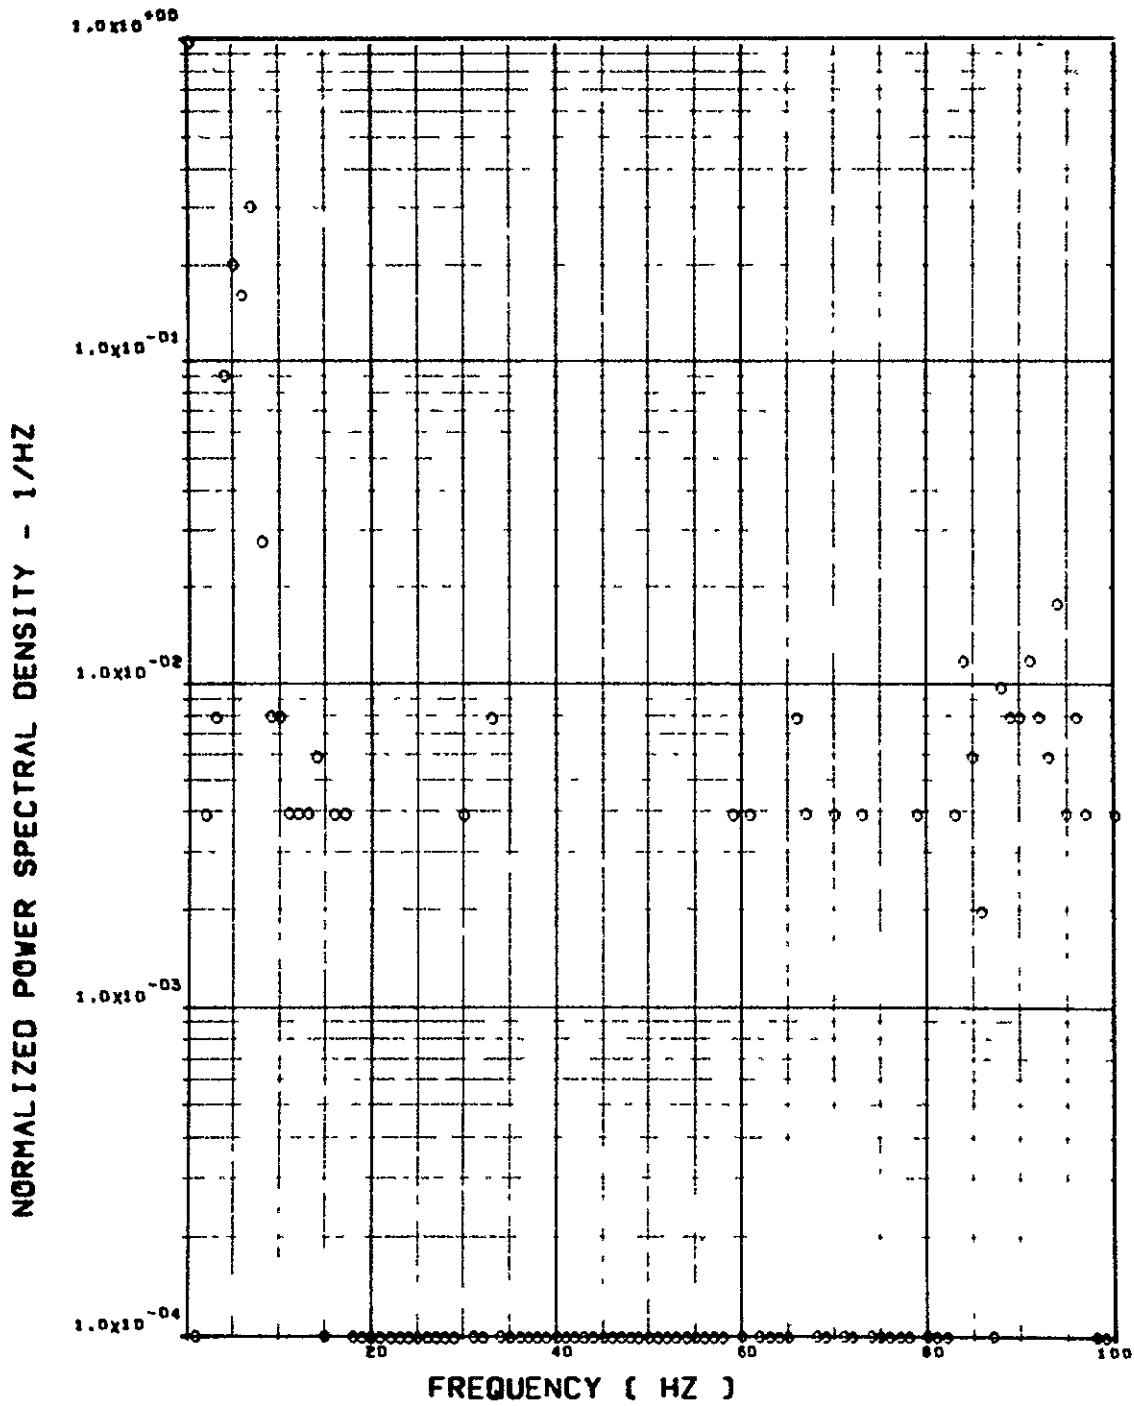 1.0X10+00
1.0X10-01
1.0X10-02
1.0X10-03
1.0X10-04
NORMALIZED POWER SPECTRAL DENSITY - 1/HZ
20 40 60 80 100
FREQUENCY ( HZ )